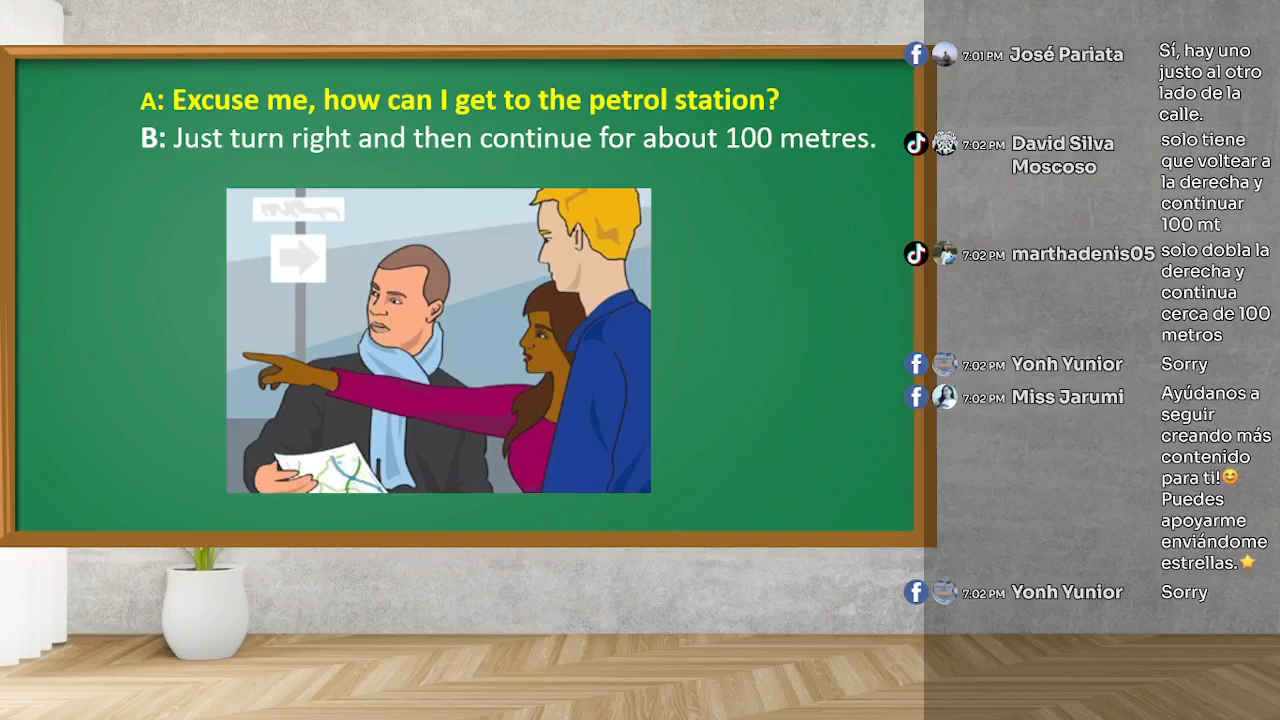 A: Excuse me, how can I get to the petrol station?
B: Just turn right and then continue for about 100 metres.
7:01 PM José Pariata
Sí, hay uno
justo al otro
lado de la
calle.
7:02 PM David Silva
Moscoso
solo tiene
que voltear a
la derecha y
continuar
100 mt
7:02 PM marthadenis05
solo dobla la
derecha y
continua
cerca de 100
metros
7:02 PM Yonh Yunior Sorry
7:02 PM Miss Jarumi
Ayúdanos a
seguir
creando más
contenido
para ti!😊
Puedes
apoyarme
enviándome
estrellas.⭐
7:02 PM Yonh Yunior Sorry